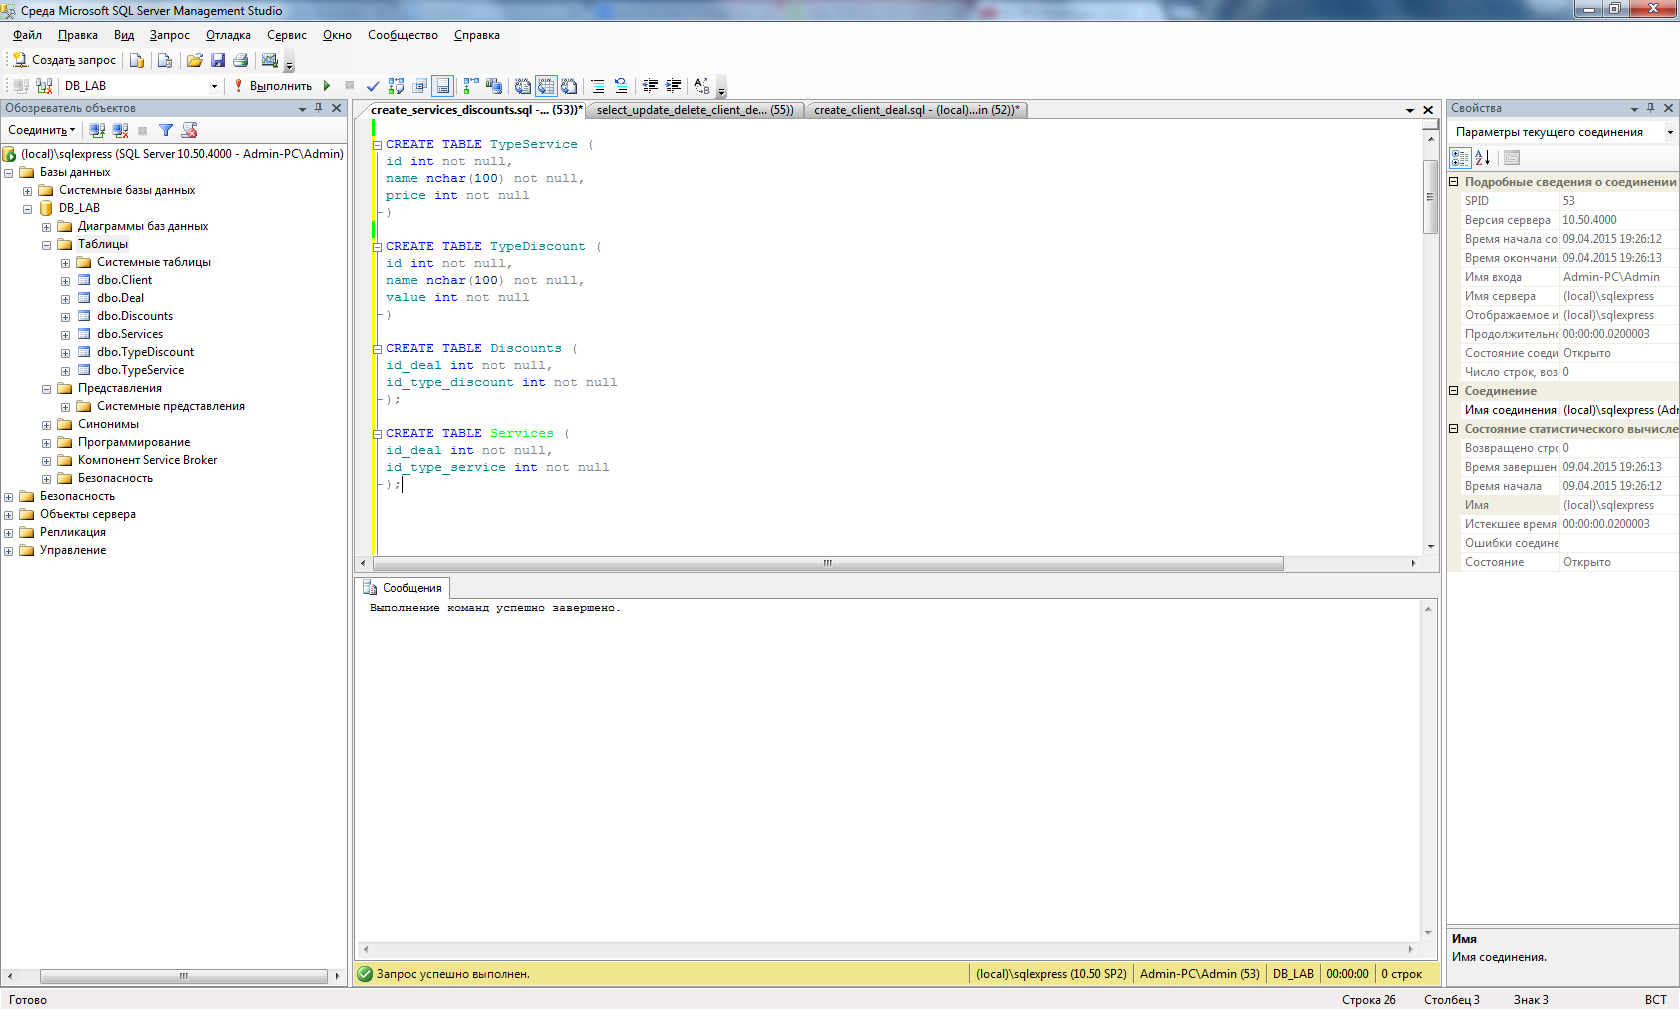 Среда Microsoft SQL Server Management Studio
Файл Правка Вид Запрос Отладка Сервис Окно Сообщество Справка
Создать запрос
DB_LAB Выполнить
Обозреватель объектов
Соединить
(local)\sqlexpress (SQL Server 10.50.4000 - Admin-PC\Admin)
Базы данных
Системные базы данных
DB_LAB
Диаграммы баз данных
Таблицы
Системные таблицы
dbo.Client
dbo.Deal
dbo.Discounts
dbo.Services
dbo.TypeDiscount
dbo.TypeService
Представления
Системные представления
Синонимы
Программирование
Компонент Service Broker
Безопасность
Безопасность
Объекты сервера
Репликация
Управление
create_services_discounts.sql -... (53))* select_update_delete_client_de... (55)) create_client_deal.sql - (local)...in (52))*
CREATE TABLE TypeService (
id int not null,
name nchar(100) not null,
price int not null
)
CREATE TABLE TypeDiscount (
id int not null,
name nchar(100) not null,
value int not null
)
CREATE TABLE Discounts (
id_deal int not null,
id_type_discount int not null
);
CREATE TABLE Services (
id_deal int not null,
id_type_service int not null
);
Сообщения
Выполнение команд успешно завершено.
Запрос успешно выполнен. (local)\sqlexpress (10.50 SP2) Admin-PC\Admin (53) DB_LAB 00:00:00 0 строк
Свойства
Параметры текущего соединения
Подробные сведения о соединении
SPID 53
Версия сервера 10.50.4000
Время начала со 09.04.2015 19:26:12
Время окончани 09.04.2015 19:26:13
Имя входа Admin-PC\Admin
Имя сервера (local)\sqlexpress
Отображаемое и (local)\sqlexpress
Продолжительно 00:00:00.0200003
Состояние соеди Открыто
Число строк, воз 0
Соединение
Имя соединения (local)\sqlexpress (Adm
Состояние статистического вычисле
Возвращено стро 0
Время завершен 09.04.2015 19:26:13
Время начала 09.04.2015 19:26:12
Имя (local)\sqlexpress
Истекшее время 00:00:00.0200003
Ошибки соедине
Состояние Открыто
Имя
Имя соединения.
Готово Строка 26 Столбец 3 Знак 3 ВСТ